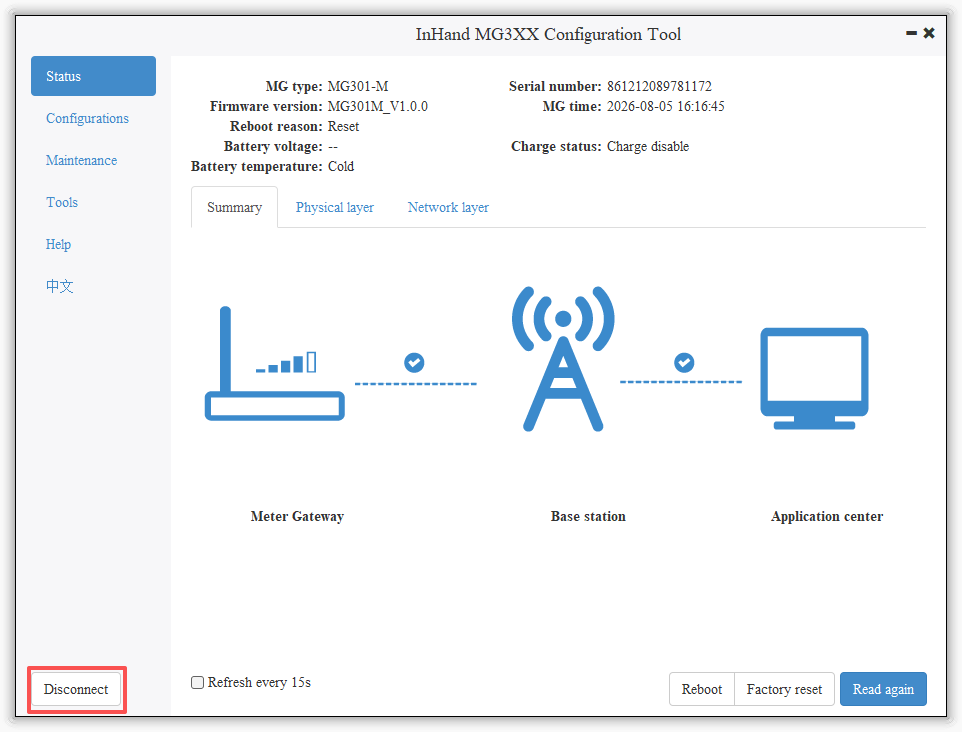 InHand MG3XX Configuration Tool
Status
Configurations
Maintenance
Tools
Help
中文
MG type: MG301-M
Serial number: 861212089781172
Firmware version: MG301M_V1.0.0
MG time: 2026-08-05 16:16:45
Reboot reason: Reset
Battery voltage: --
Charge status: Charge disable
Battery temperature: Cold
Summary
Physical layer
Network layer
Meter Gateway
Base station
Application center
Disconnect
Refresh every 15s
Reboot
Factory reset
Read again